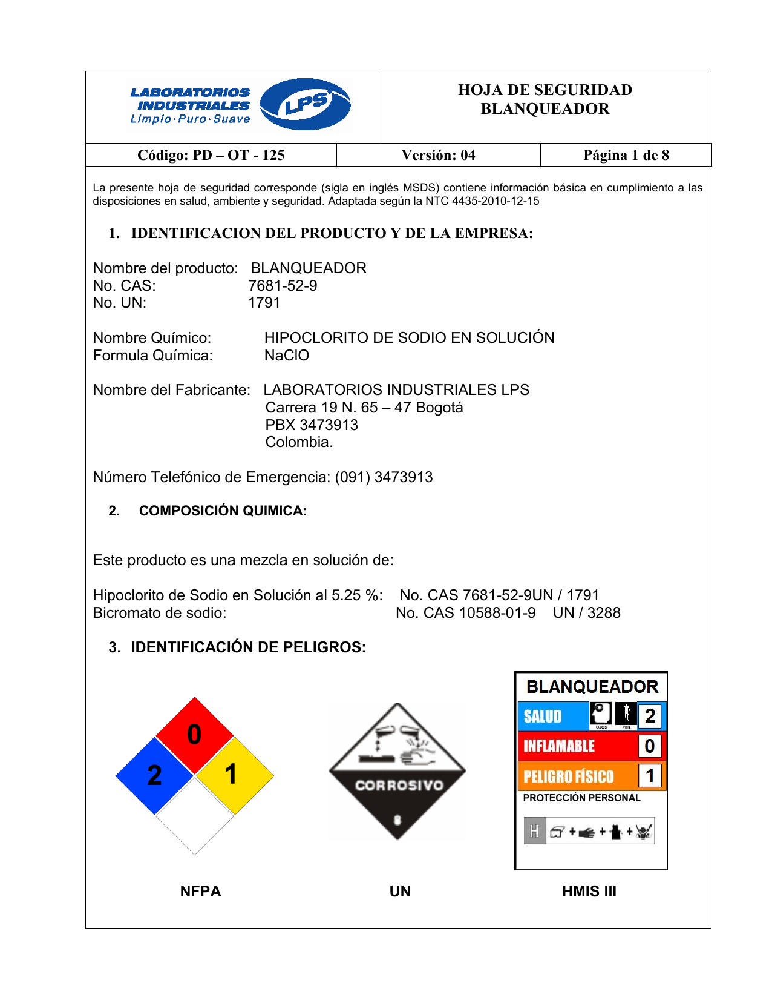 LABORATORIOS
INDUSTRIALES
Limpio·Puro·Suave
LPS
HOJA DE SEGURIDAD
BLANQUEADOR
Código: PD – OT - 125
Versión: 04
Página 1 de 8
La presente hoja de seguridad corresponde (sigla en inglés MSDS) contiene información básica en cumplimiento a las
disposiciones en salud, ambiente y seguridad. Adaptada según la NTC 4435-2010-12-15
1. IDENTIFICACION DEL PRODUCTO Y DE LA EMPRESA:
Nombre del producto: BLANQUEADOR
No. CAS: 7681-52-9
No. UN: 1791
Nombre Químico: HIPOCLORITO DE SODIO EN SOLUCIÓN
Formula Química: NaClO
Nombre del Fabricante: LABORATORIOS INDUSTRIALES LPS
Carrera 19 N. 65 – 47 Bogotá
PBX 3473913
Colombia.
Número Telefónico de Emergencia: (091) 3473913
2. COMPOSICIÓN QUIMICA:
Este producto es una mezcla en solución de:
Hipoclorito de Sodio en Solución al 5.25 %: No. CAS 7681-52-9UN / 1791
Bicromato de sodio: No. CAS 10588-01-9 UN / 3288
3. IDENTIFICACIÓN DE PELIGROS:
0
2
1
CORROSIVO
8
BLANQUEADOR
SALUD
OJOS
PIEL
2
INFLAMABLE 0
PELIGRO FÍSICO 1
PROTECCIÓN PERSONAL
H + + +
NFPA
UN
HMIS III